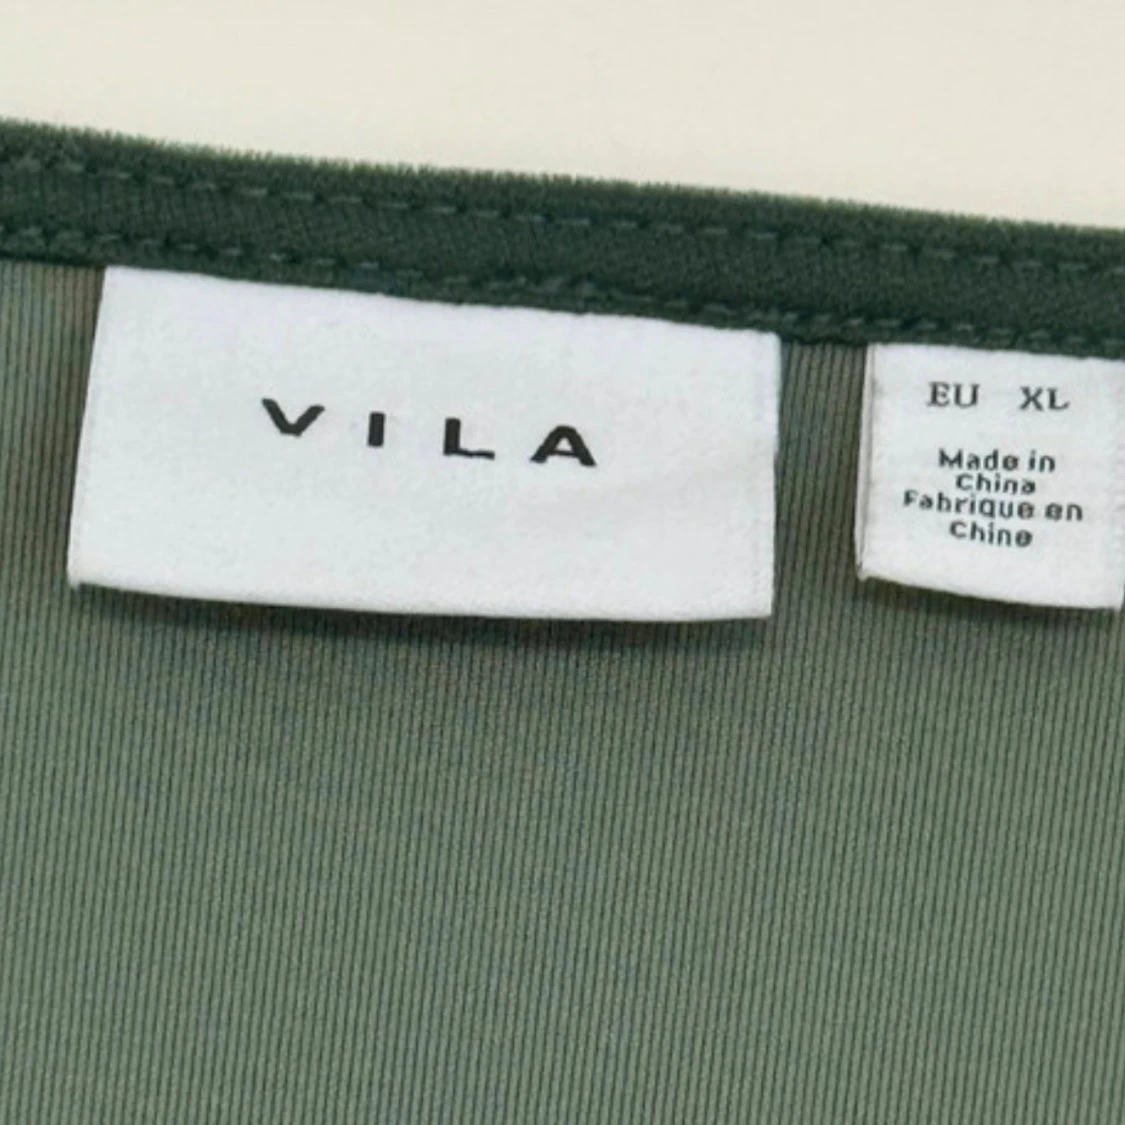 VILA
EU XL
Made in
China
Fabrique en
Chine